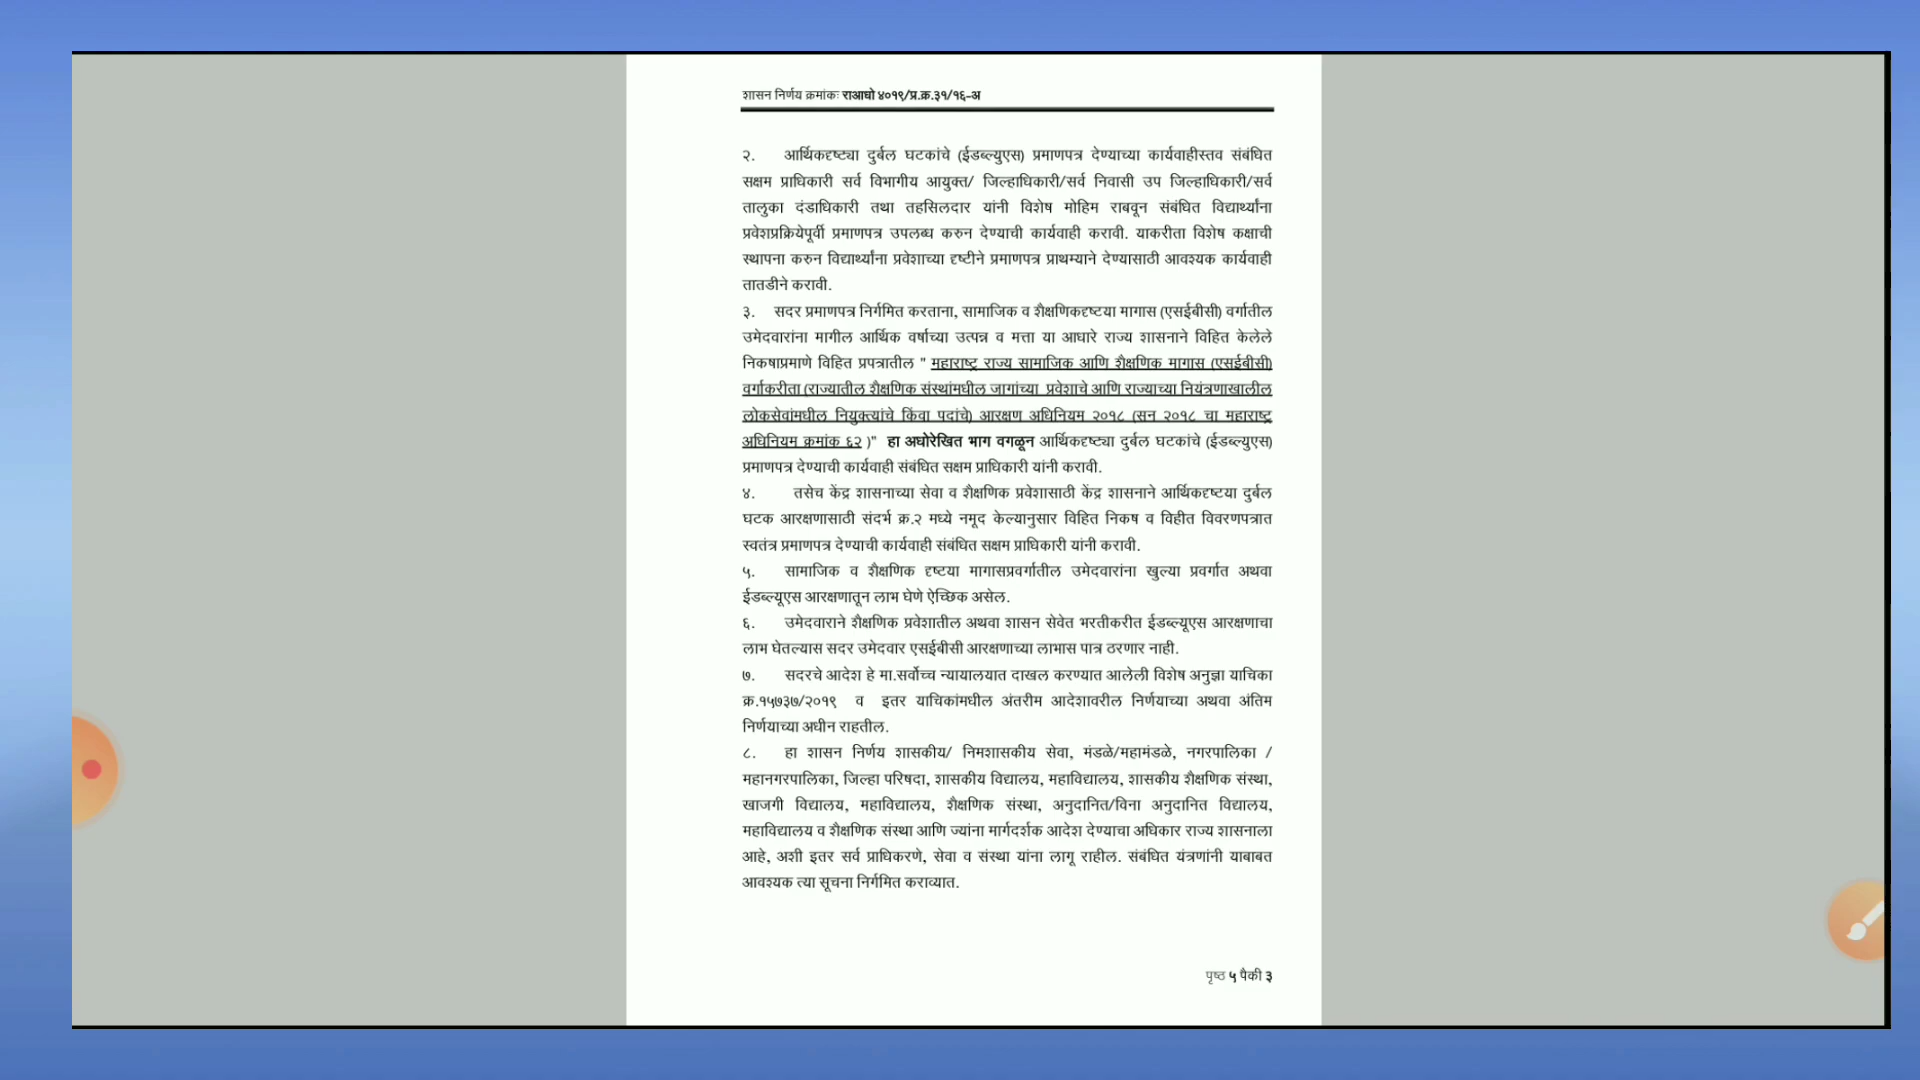 शासन निर्णय क्रमांकः राआधो ४०१९/प्र.क्र.३१/१६-अ
२. आर्थिकदृष्ट्या दुर्बल घटकांचे (ईडब्ल्युएस) प्रमाणपत्र देण्याच्या कार्यवाहीस्तव संबंधित
सक्षम प्राधिकारी सर्व विभागीय आयुक्त/ जिल्हाधिकारी/सर्व निवासी उप जिल्हाधिकारी/सर्व
तालुका दंडाधिकारी तथा तहसिलदार यांनी विशेष मोहिम राबवून संबंधित विद्यार्थ्यांना
प्रवेशप्रक्रियेपूर्वी प्रमाणपत्र उपलब्ध करुन देण्याची कार्यवाही करावी. याकरीता विशेष कक्षाची
स्थापना करुन विद्यार्थ्यांना प्रवेशाच्या दृष्टीने प्रमाणपत्र प्राथम्याने देण्यासाठी आवश्यक कार्यवाही
तातडीने करावी.
३. सदर प्रमाणपत्र निर्गमित करताना, सामाजिक व शैक्षणिकदृष्टया मागास (एसईबीसी) वर्गातील
उमेदवारांना मागील आर्थिक वर्षाच्या उत्पन्न व मत्ता या आधारे राज्य शासनाने विहित केलेले
निकषाप्रमाणे विहित प्रपत्रातील " महाराष्ट्र राज्य सामाजिक आणि शैक्षणिक मागास (एसईबीसी)
वर्गाकरीता (राज्यातील शैक्षणिक संस्थांमधील जागांच्या प्रवेशाचे आणि राज्याच्या नियंत्रणाखालील
लोकसेवांमधील नियुक्त्यांचे किंवा पदांचे) आरक्षण अधिनियम २०१८ (सन २०१८ चा महाराष्ट्र
अधिनियम क्रमांक ६२ )" हा अधोरेखित भाग वगळून आर्थिकदृष्ट्या दुर्बल घटकांचे (ईडब्ल्युएस)
प्रमाणपत्र देण्याची कार्यवाही संबंधित सक्षम प्राधिकारी यांनी करावी.
४. तसेच केंद्र शासनाच्या सेवा व शैक्षणिक प्रवेशासाठी केंद्र शासनाने आर्थिकदृष्टया दुर्बल
घटक आरक्षणासाठी संदर्भ क्र.२ मध्ये नमूद केल्यानुसार विहित निकष व विहीत विवरणपत्रात
स्वतंत्र प्रमाणपत्र देण्याची कार्यवाही संबंधित सक्षम प्राधिकारी यांनी करावी.
५. सामाजिक व शैक्षणिक दृष्टया मागासप्रवर्गातील उमेदवारांना खुल्या प्रवर्गात अथवा
ईडब्ल्यूएस आरक्षणातून लाभ घेणे ऐच्छिक असेल.
६. उमेदवाराने शैक्षणिक प्रवेशातील अथवा शासन सेवेत भरतीकरीत ईडब्ल्यूएस आरक्षणाचा
लाभ घेतल्यास सदर उमेदवार एसईबीसी आरक्षणाच्या लाभास पात्र ठरणार नाही.
७. सदरचे आदेश हे मा.सर्वोच्च न्यायालयात दाखल करण्यात आलेली विशेष अनुज्ञा याचिका
क्र.१५७३७/२०१९ व इतर याचिकांमधील अंतरीम आदेशावरील निर्णयाच्या अथवा अंतिम
निर्णयाच्या अधीन राहतील.
८. हा शासन निर्णय शासकीय/ निमशासकीय सेवा, मंडळे/महामंडळे, नगरपालिका /
महानगरपालिका, जिल्हा परिषदा, शासकीय विद्यालय, महाविद्यालय, शासकीय शैक्षणिक संस्था,
खाजगी विद्यालय, महाविद्यालय, शैक्षणिक संस्था, अनुदानित/विना अनुदानित विद्यालय,
महाविद्यालय व शैक्षणिक संस्था आणि ज्यांना मार्गदर्शक आदेश देण्याचा अधिकार राज्य शासनाला
आहे, अशी इतर सर्व प्राधिकरणे, सेवा व संस्था यांना लागू राहील. संबंधित यंत्रणांनी याबाबत
आवश्यक त्या सूचना निर्गमित कराव्यात.
पृष्ठ ५ पैकी ३